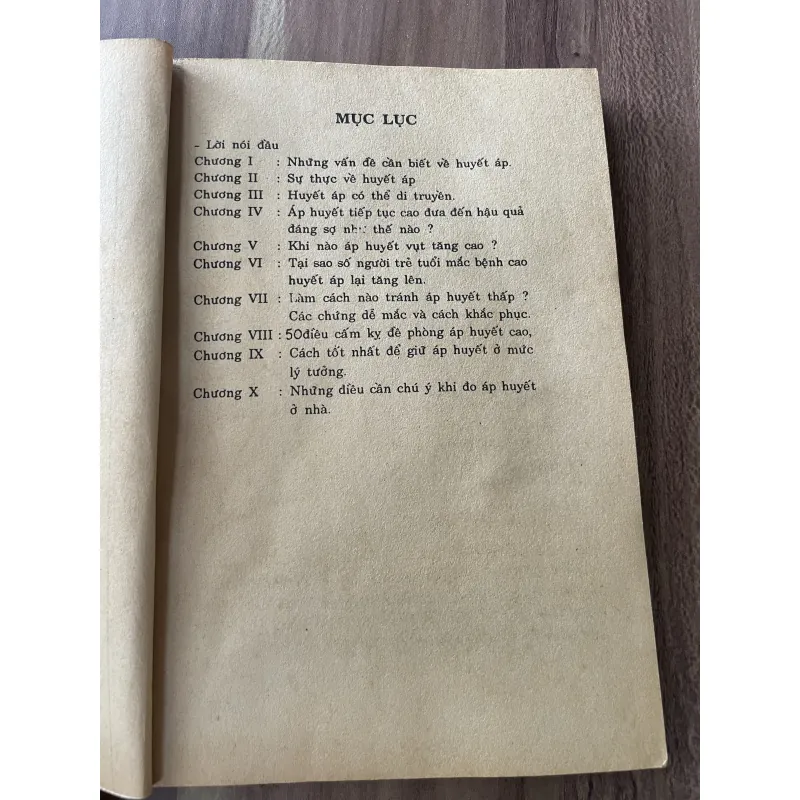 MỤC LỤC
- Lời nói đầu
Chương I : Những vấn đề cần biết về huyết áp.
Chương II : Sự thực về huyết áp
Chương III : Huyết áp có thể di truyền.
Chương IV : Áp huyết tiếp tục cao đưa đến hậu quả
đáng sợ như thế nào ?
Chương V : Khi nào áp huyết vụt tăng cao ?
Chương VI : Tại sao số người trẻ tuổi mắc bệnh cao
huyết áp lại tăng lên.
Chương VII : Làm cách nào tránh áp huyết thấp ?
Các chứng dễ mắc và cách khắc phục.
Chương VIII : 50điều cấm kỵ đề phòng áp huyết cao,
Chương IX : Cách tốt nhất để giữ áp huyết ở mức
lý tưởng.
Chương X : Những điều cần chú ý khi đo áp huyết
ở nhà.